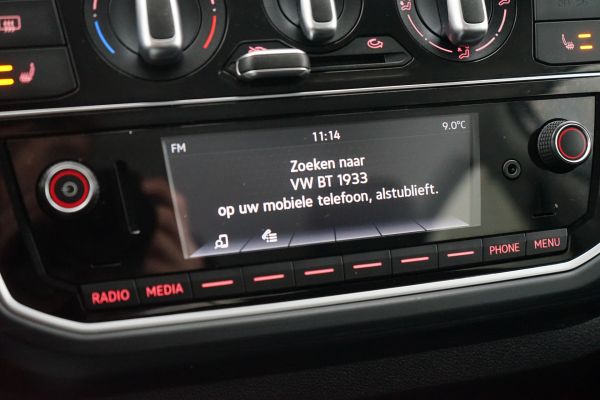 11:14
9.0°C
FM
Zoeken naar
VW BT 1933
op uw mobiele telefoon, alstublieft.
RADIO
MEDIA
PHONE
MENU